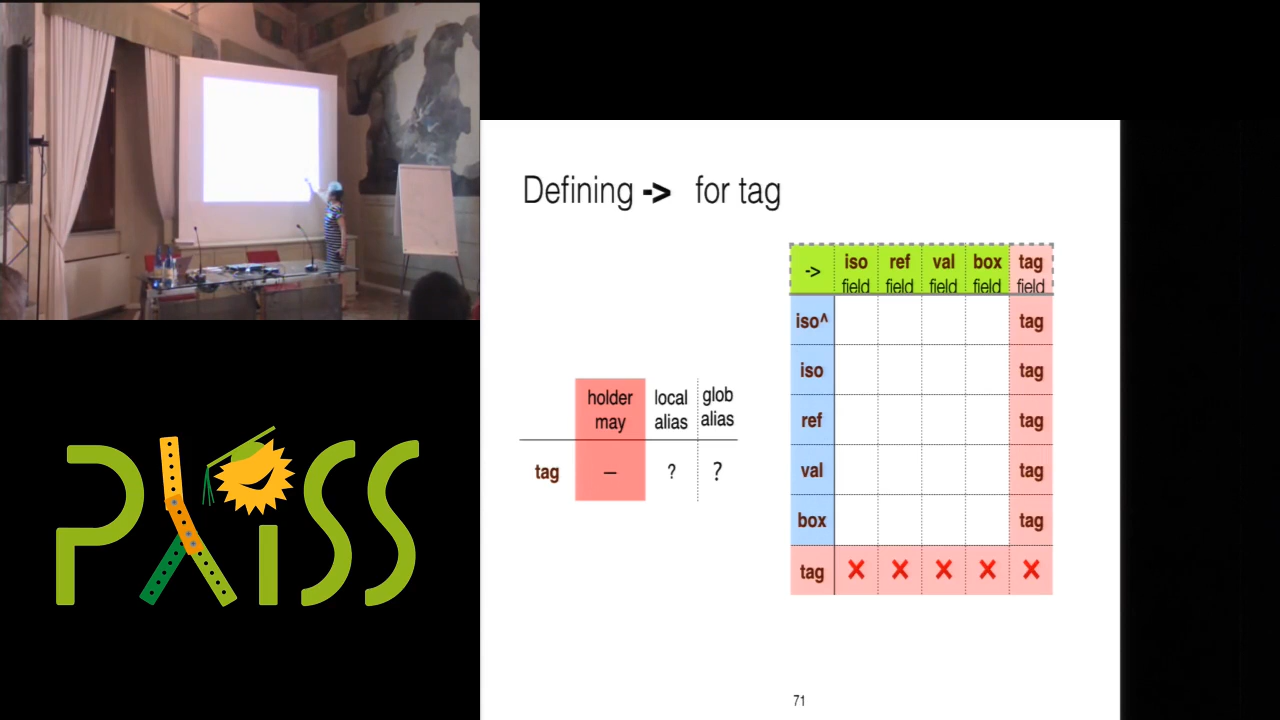 Defining -> for tag
-> iso field ref field val field box field tag field
iso^ tag
iso tag
ref tag
val tag
box tag
tag ✕ ✕ ✕ ✕ ✕
holder may local alias glob alias
tag – ? ?
PLISS
71